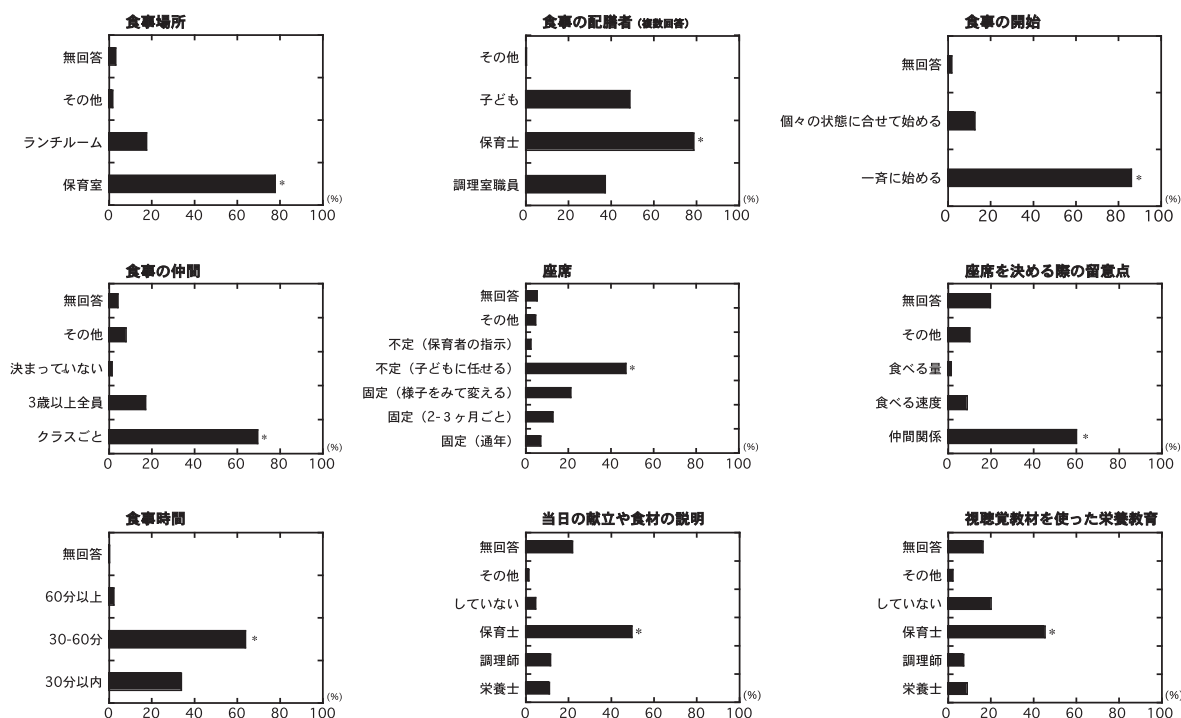 食事場所
無回答
その他
ランチルーム
保育室
*
(%)
0 20 40 60 80 100
食事の配膳者（複数回答）
その他
子ども
保育士
*
調理室職員
(%)
0 20 40 60 80 100
食事の開始
無回答
個々の状態に合せて始める
一斉に始める
*
(%)
0 20 40 60 80 100
食事の仲間
無回答
その他
決まっていない
3歳以上全員
クラスごと
*
(%)
0 20 40 60 80 100
座席
無回答
その他
不定（保育者の指示）
不定（子どもに任せる）
*
固定（様子をみて変える）
固定（2-３ヶ月ごと）
固定（通年）
(%)
0 20 40 60 80 100
座席を決める際の留意点
無回答
その他
食べる量
食べる速度
仲間関係
*
(%)
0 20 40 60 80 100
食事時間
無回答
60分以上
30-60分
*
30分以内
(%)
0 20 40 60 80 100
当日の献立や食材の説明
無回答
その他
していない
保育士
*
調理師
栄養士
(%)
0 20 40 60 80 100
視聴覚教材を使った栄養教育
無回答
その他
していない
保育士
*
調理師
栄養士
(%)
0 20 40 60 80 100